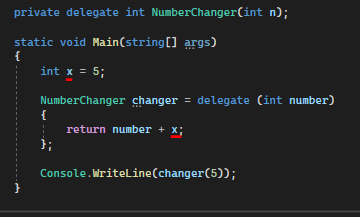 private delegate int NumberChanger(int n);
static void Main(string[] args)
{
int x = 5;
NumberChanger changer = delegate (int number)
{
return number + x;
};
Console.WriteLine(changer(5));
}